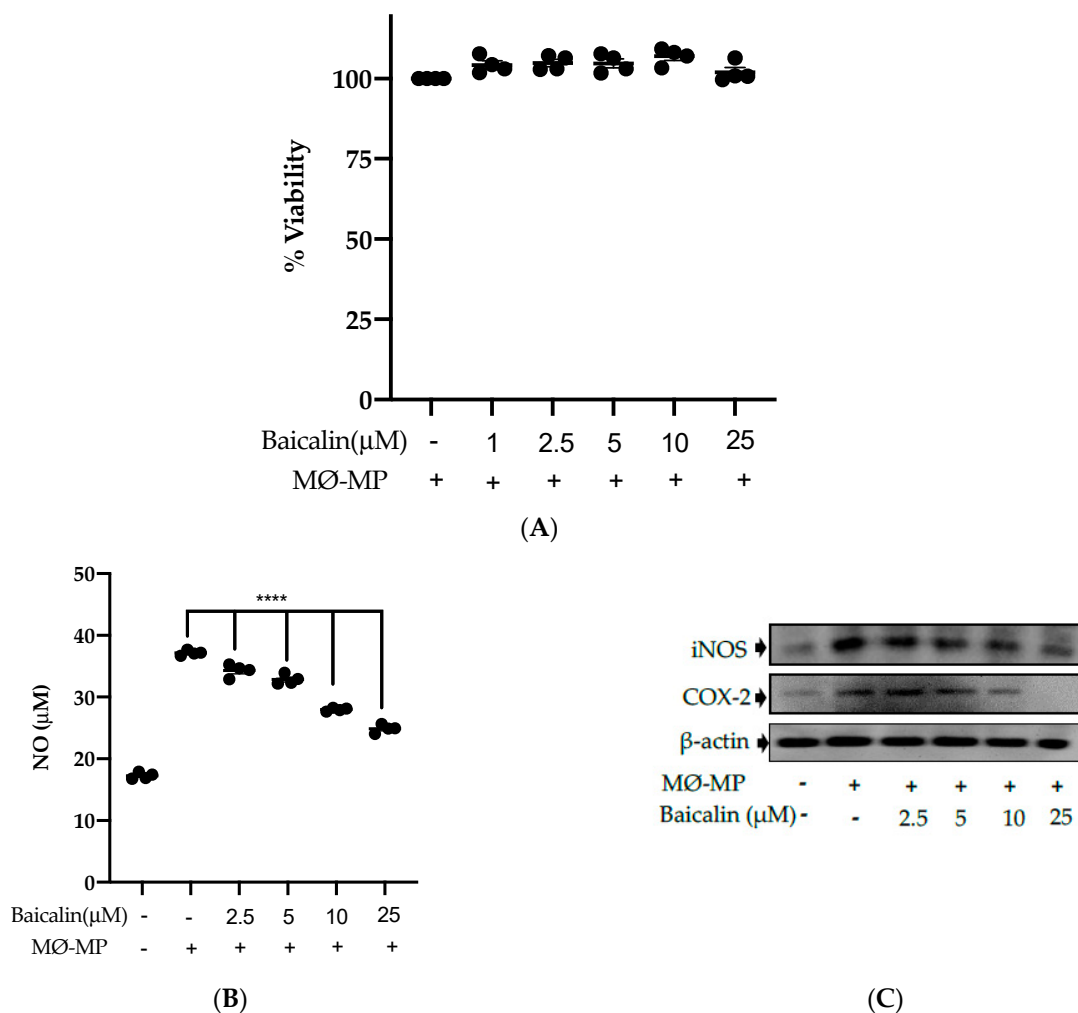 % Viability
100
75
50
25
0
Baicalin(μM) - 1 2.5 5 10 25
MØ-MP + + + + + +
(A)
NO (μM)
50
40
30
20
10
0
****
Baicalin(μM) - - 2.5 5 10 25
MØ-MP - + + + + +
(B)
iNOS
COX-2
β-actin
MØ-MP - + + + + +
Baicalin (μM) - - 2.5 5 10 25
(C)